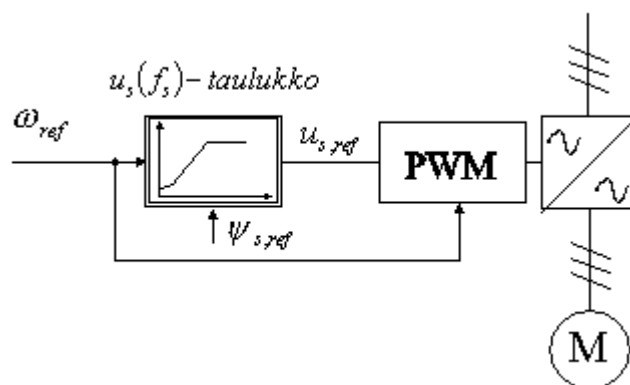 u_s(f_s) – taulukko
ω_ref
u_s,ref
PWM
ψ_s,ref
M